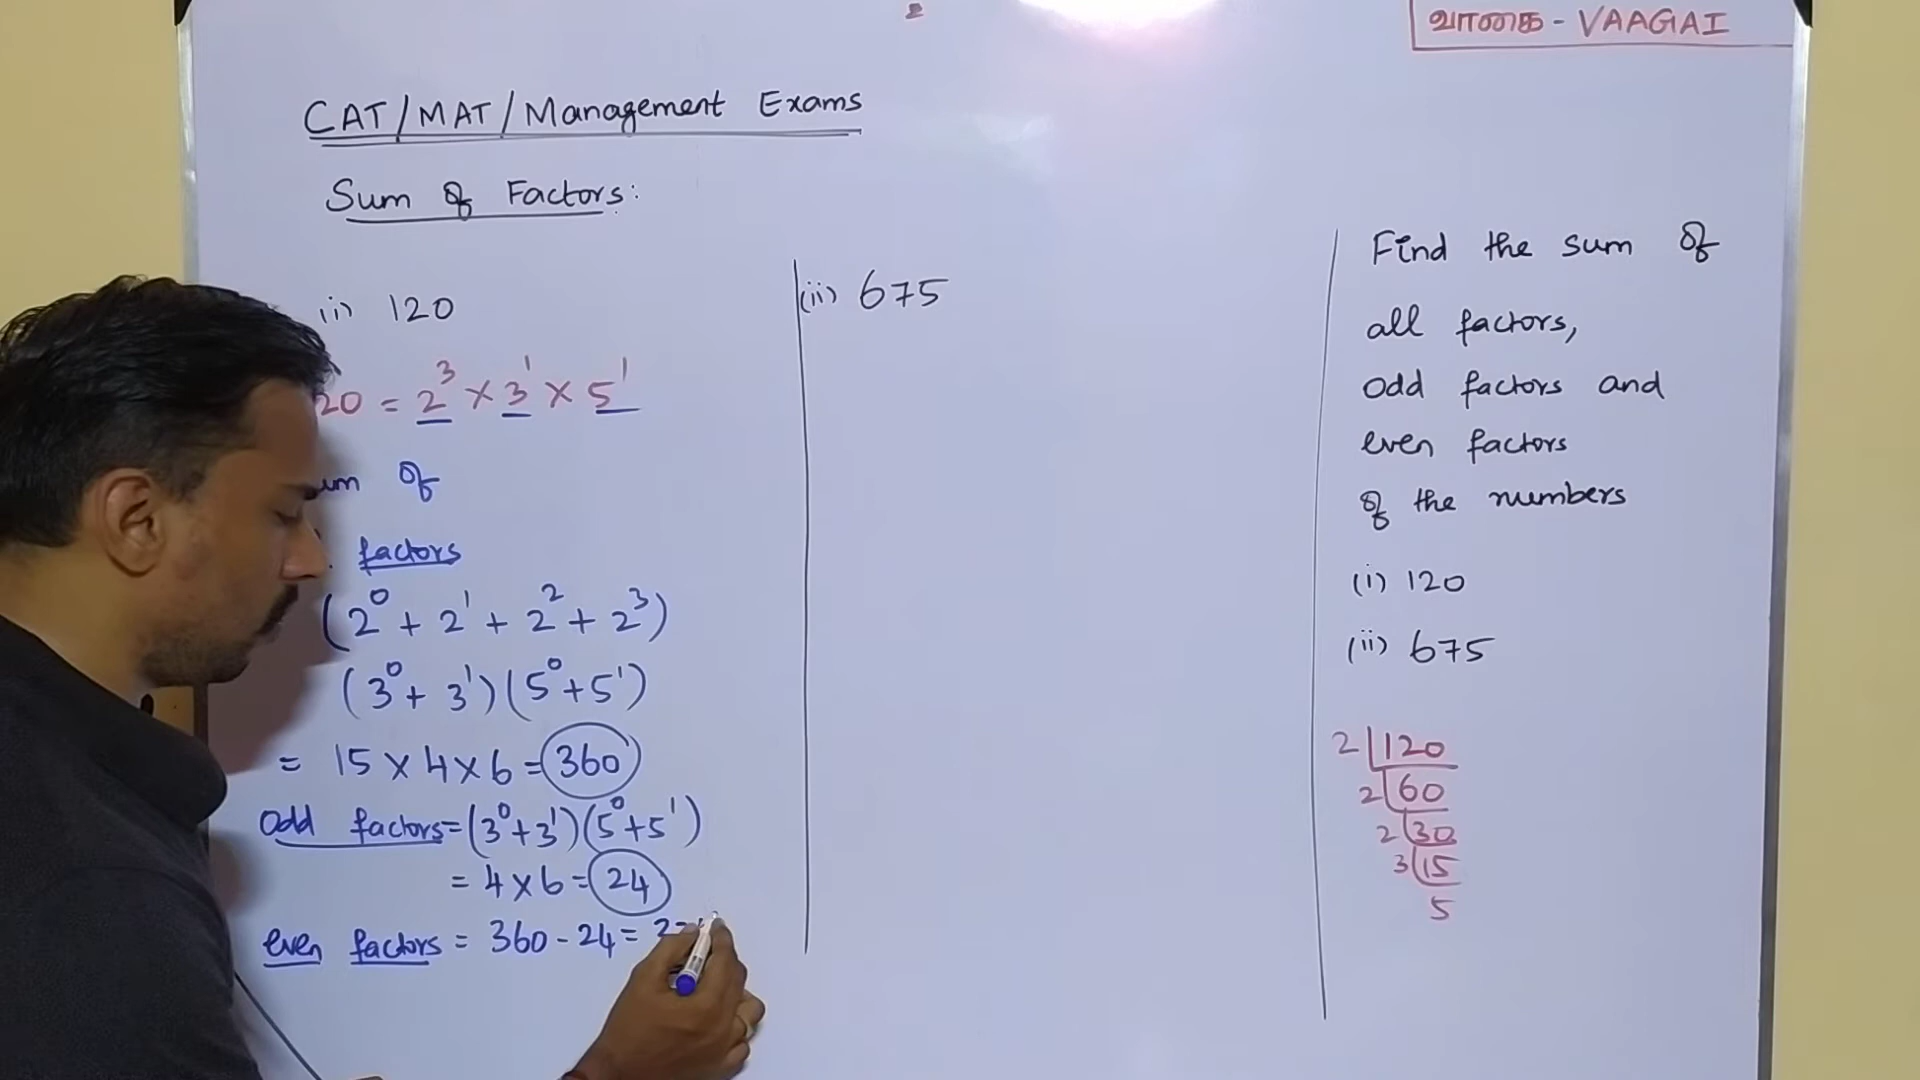 வாகை - VAAGAI
CAT/MAT/Management Exams
Sum of Factors:
(i) 120
20 = 2³ × 3¹ × 5¹
um of
factors
(2⁰ + 2¹ + 2² + 2³)
(3⁰ + 3¹)(5⁰ + 5¹)
= 15 × 4 × 6 = 360
Odd factors = (3⁰ + 3¹)(5⁰ + 5¹)
= 4 × 6 = 24
even factors = 360 - 24 =
(ii) 675
Find the sum of
all factors,
odd factors and
even factors
of the numbers
(i) 120
(ii) 675
2 | 120
2 | 60
2 | 30
3 | 15
5